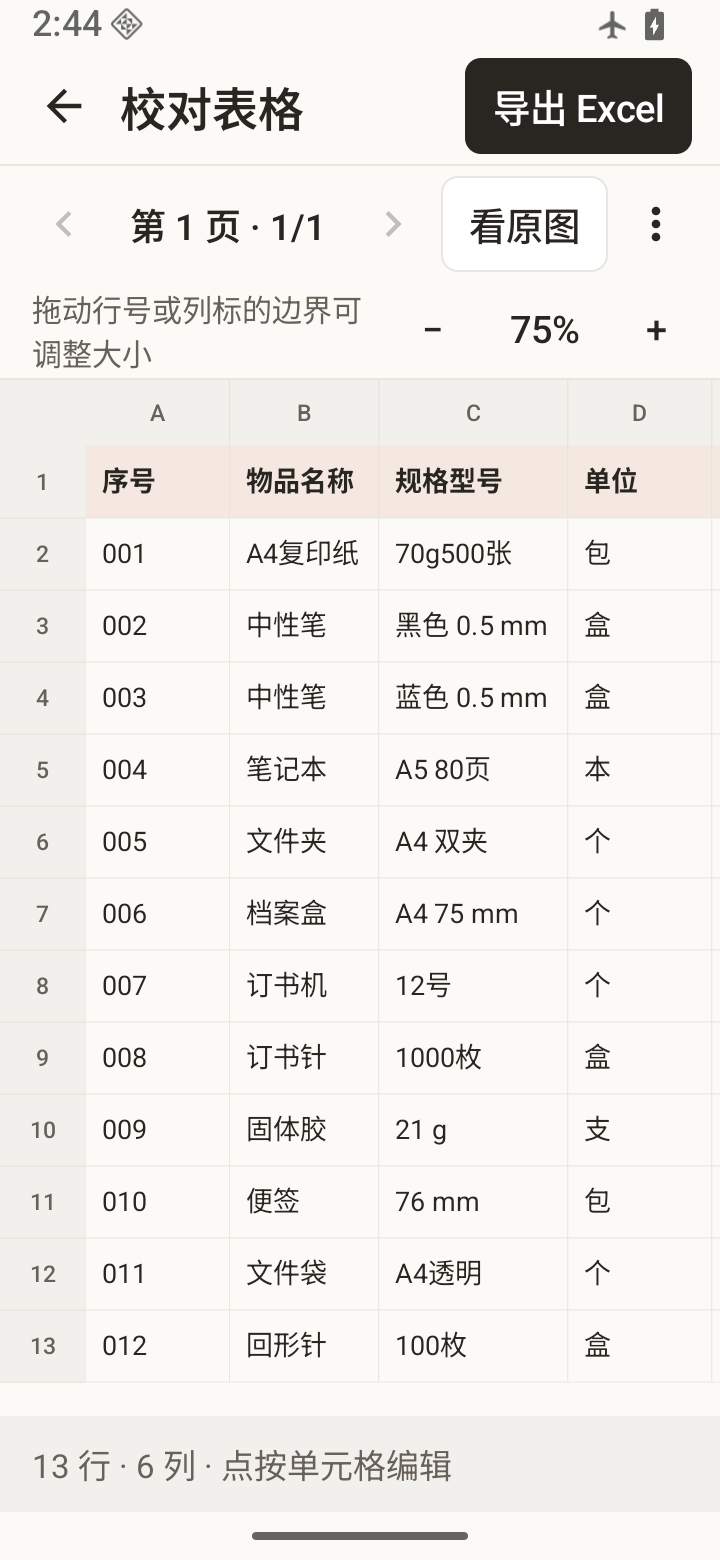 2:44
校对表格
导出 Excel
第 1 页 · 1/1
看原图
拖动行号或列标的边界可
调整大小
− 75% +
A B C D
1 序号 物品名称 规格型号 单位
2 001 A4复印纸 70g500张 包
3 002 中性笔 黑色 0.5 mm 盒
4 003 中性笔 蓝色 0.5 mm 盒
5 004 笔记本 A5 80页 本
6 005 文件夹 A4 双夹 个
7 006 档案盒 A4 75 mm 个
8 007 订书机 12号 个
9 008 订书针 1000枚 盒
10 009 固体胶 21 g 支
11 010 便签 76 mm 包
12 011 文件袋 A4透明 个
13 012 回形针 100枚 盒
13 行 · 6 列 · 点按单元格编辑